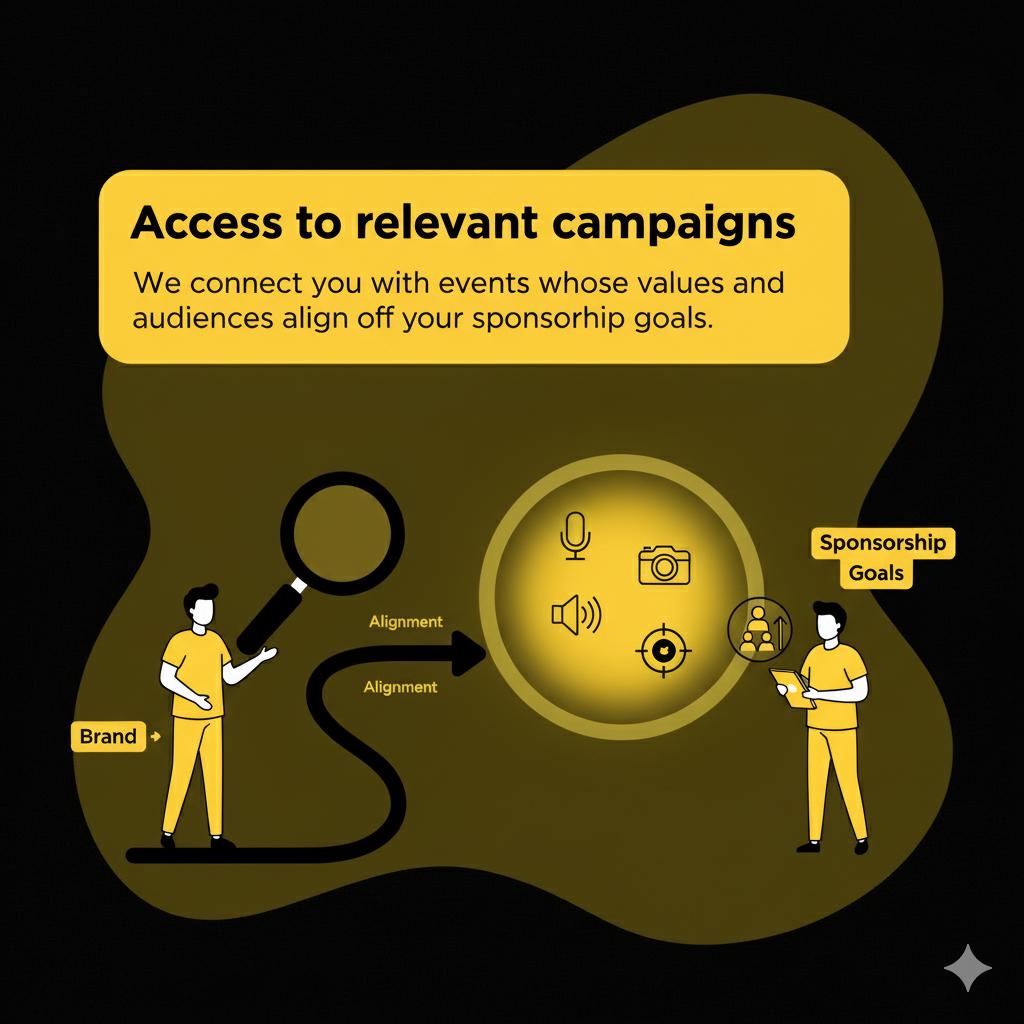 Access to relevant campaigns
We connect you with events whose values and
audiences align off your sponsorhip goals.
Sponsorship
Goals
Alignment
Alignment
Brand